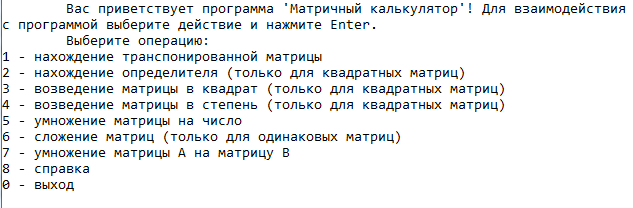 Вас приветствует программа 'Матричный калькулятор'! Для взаимодействия
с программой выберите действие и нажмите Enter.
Выберите операцию:
1 - нахождение транспонированной матрицы
2 - нахождение определителя (только для квадратных матриц)
3 - возведение матрицы в квадрат (только для квадратных матриц)
4 - возведение матрицы в степень (только для квадратных матриц)
5 - умножение матрицы на число
6 - сложение матриц (только для одинаковых матриц)
7 - умножение матрицы А на матрицу В
8 - справка
0 - выход